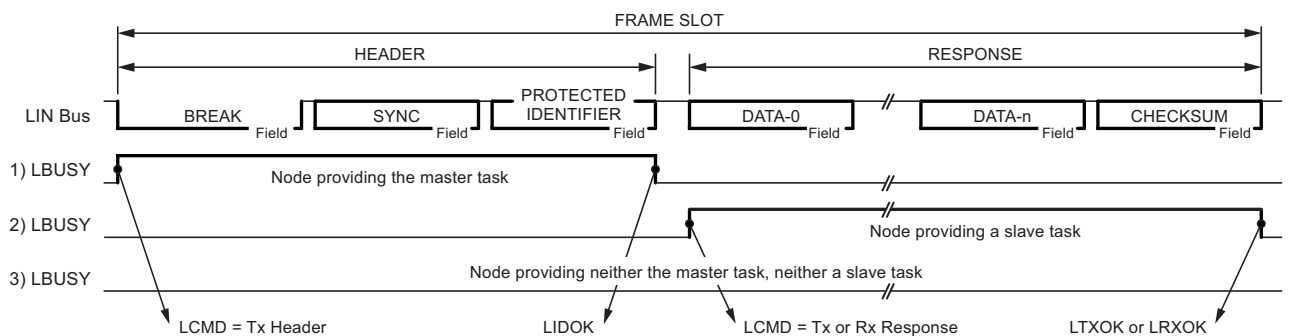 FRAME SLOT
HEADER RESPONSE
LIN Bus BREAK Field SYNC Field PROTECTED IDENTIFIER Field DATA-0 Field DATA-n Field CHECKSUM Field
1) LBUSY Node providing the master task
2) LBUSY Node providing a slave task
3) LBUSY Node providing neither the master task, neither a slave task
LCMD = Tx Header LIDOK LCMD = Tx or Rx Response LTXOK or LRXOK